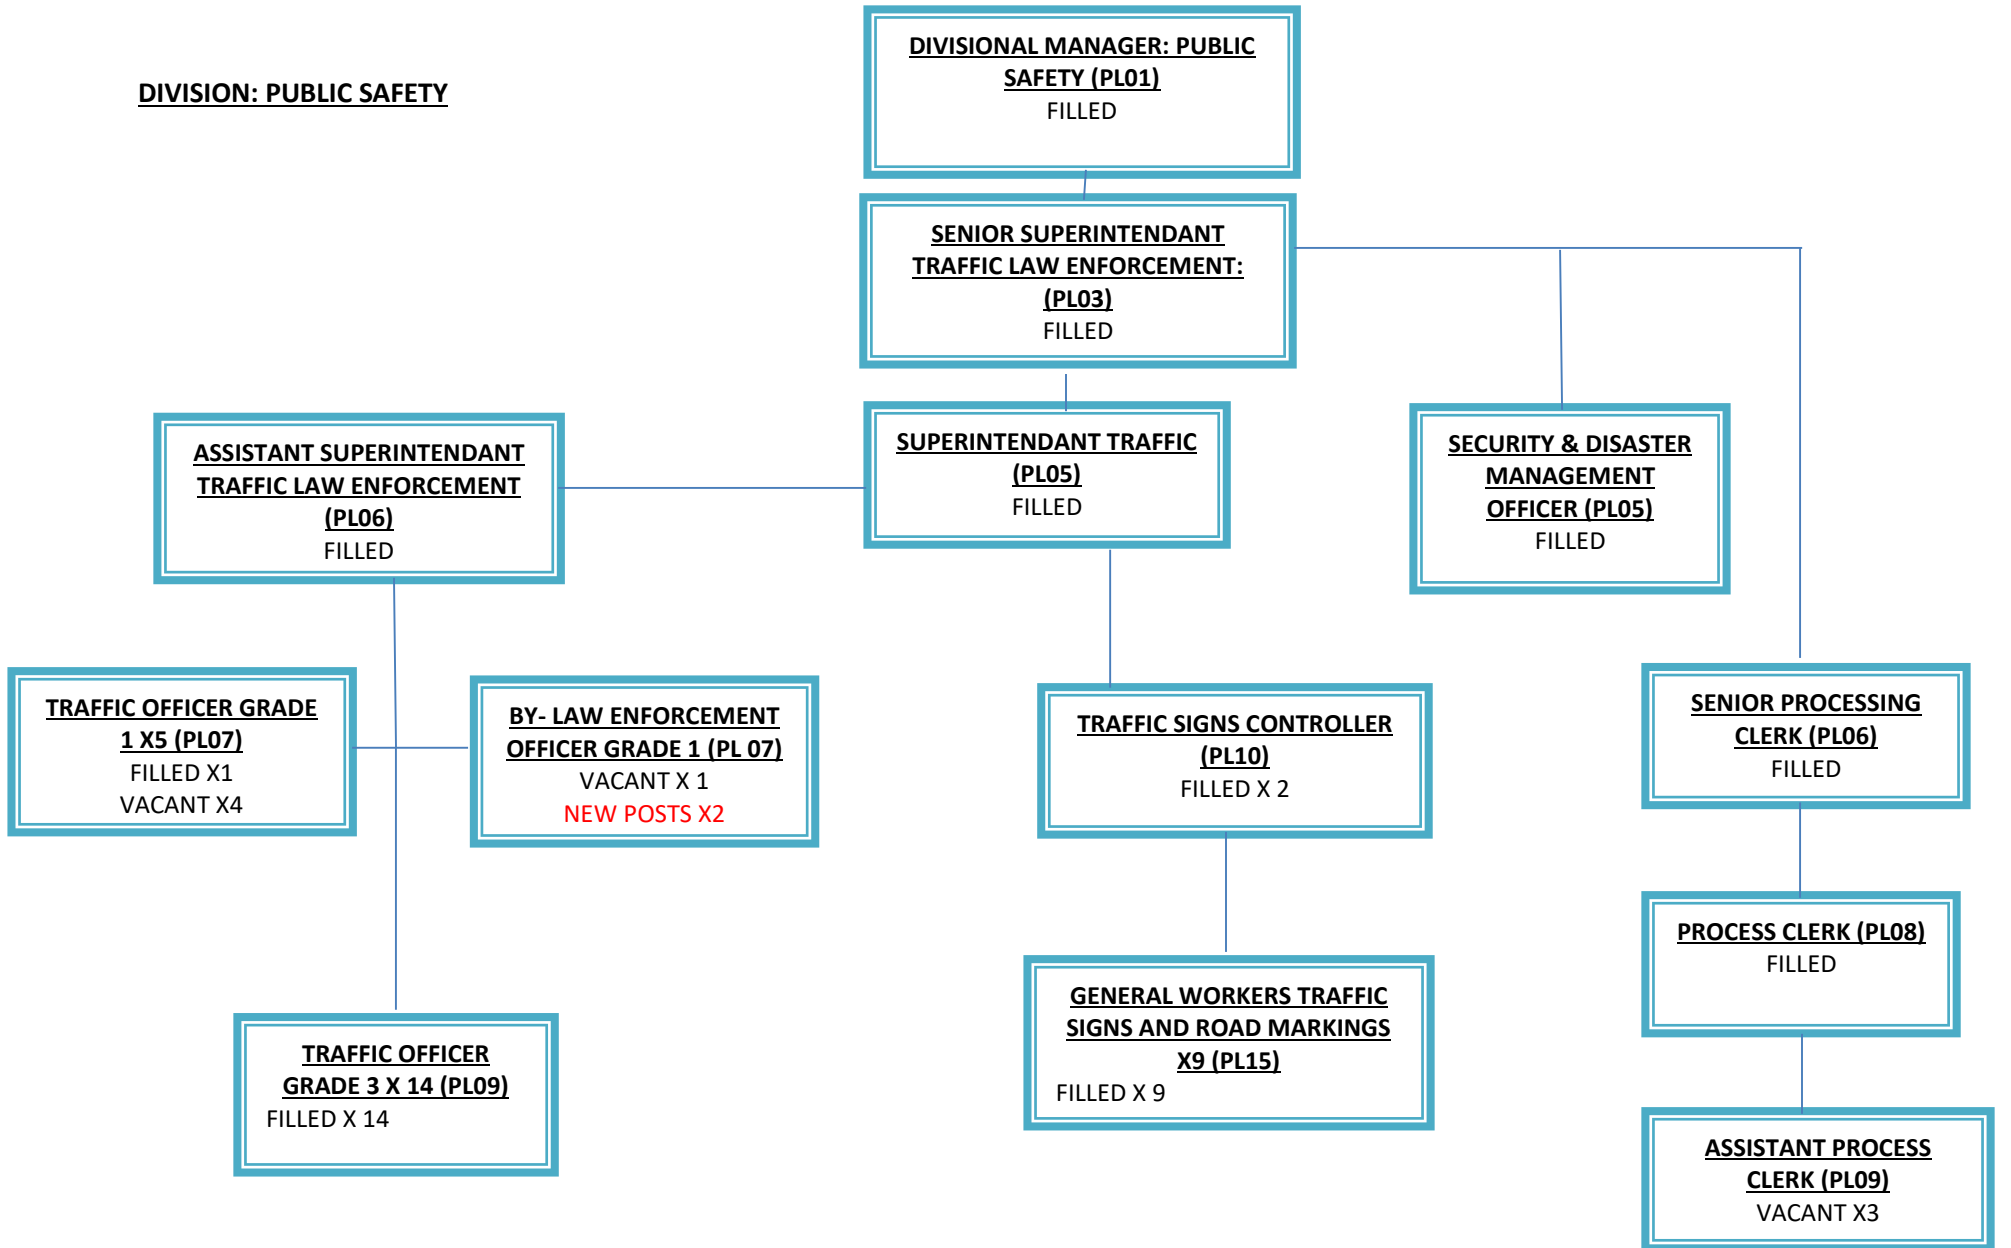 DIVISION: PUBLIC SAFETY
DIVISIONAL MANAGER: PUBLIC
SAFETY (PL01)
FILLED
SENIOR SUPERINTENDANT
TRAFFIC LAW ENFORCEMENT:
(PL03)
FILLED
ASSISTANT SUPERINTENDANT
TRAFFIC LAW ENFORCEMENT
(PL06)
FILLED
SUPERINTENDANT TRAFFIC
(PL05)
FILLED
SECURITY & DISASTER
MANAGEMENT
OFFICER (PL05)
FILLED
TRAFFIC OFFICER GRADE
1 X5 (PL07)
FILLED X1
VACANT X4
BY- LAW ENFORCEMENT
OFFICER GRADE 1 (PL 07)
VACANT X 1
NEW POSTS X2
TRAFFIC SIGNS CONTROLLER
(PL10)
FILLED X 2
SENIOR PROCESSING
CLERK (PL06)
FILLED
PROCESS CLERK (PL08)
FILLED
GENERAL WORKERS TRAFFIC
SIGNS AND ROAD MARKINGS
X9 (PL15)
FILLED X 9
TRAFFIC OFFICER
GRADE 3 X 14 (PL09)
FILLED X 14
ASSISTANT PROCESS
CLERK (PL09)
VACANT X3